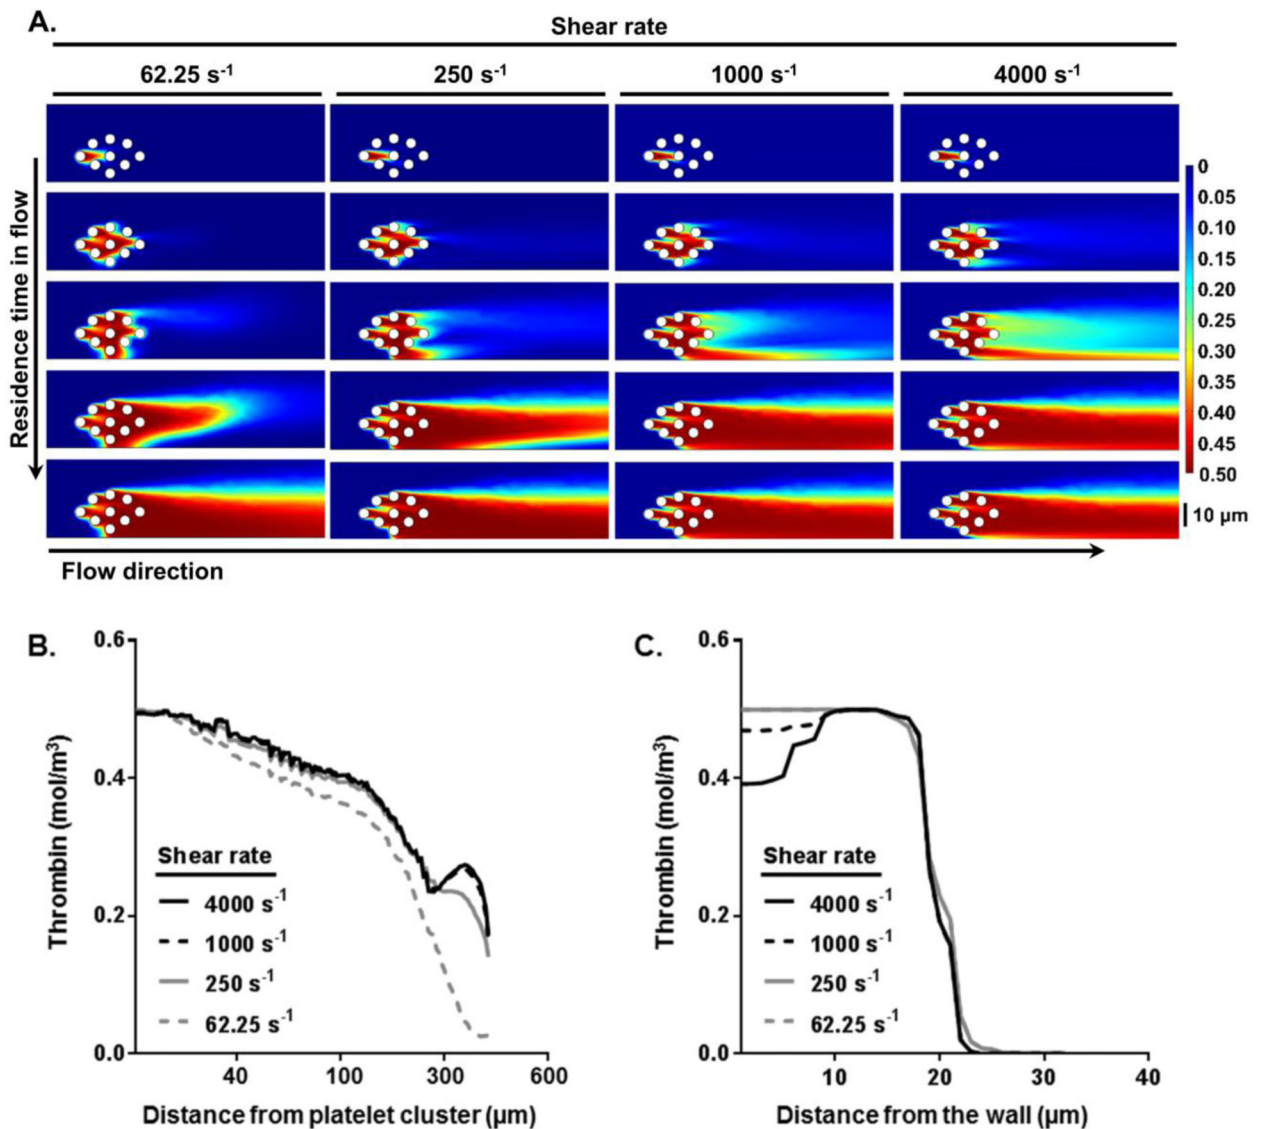 A.
Shear rate
62.25 s⁻¹ 250 s⁻¹ 1000 s⁻¹ 4000 s⁻¹
Residence time in flow
0
0.05
0.10
0.15
0.20
0.25
0.30
0.35
0.40
0.45
0.50
10 µm
Flow direction
B.
0.6
0.4
0.2
0.0
Thrombin (mol/m³)
Shear rate
4000 s⁻¹
1000 s⁻¹
250 s⁻¹
62.25 s⁻¹
40 100 300 600
Distance from platelet cluster (µm)
C.
0.6
0.4
0.2
0.0
Thrombin (mol/m³)
Shear rate
4000 s⁻¹
1000 s⁻¹
250 s⁻¹
62.25 s⁻¹
10 20 30 40
Distance from the wall (µm)